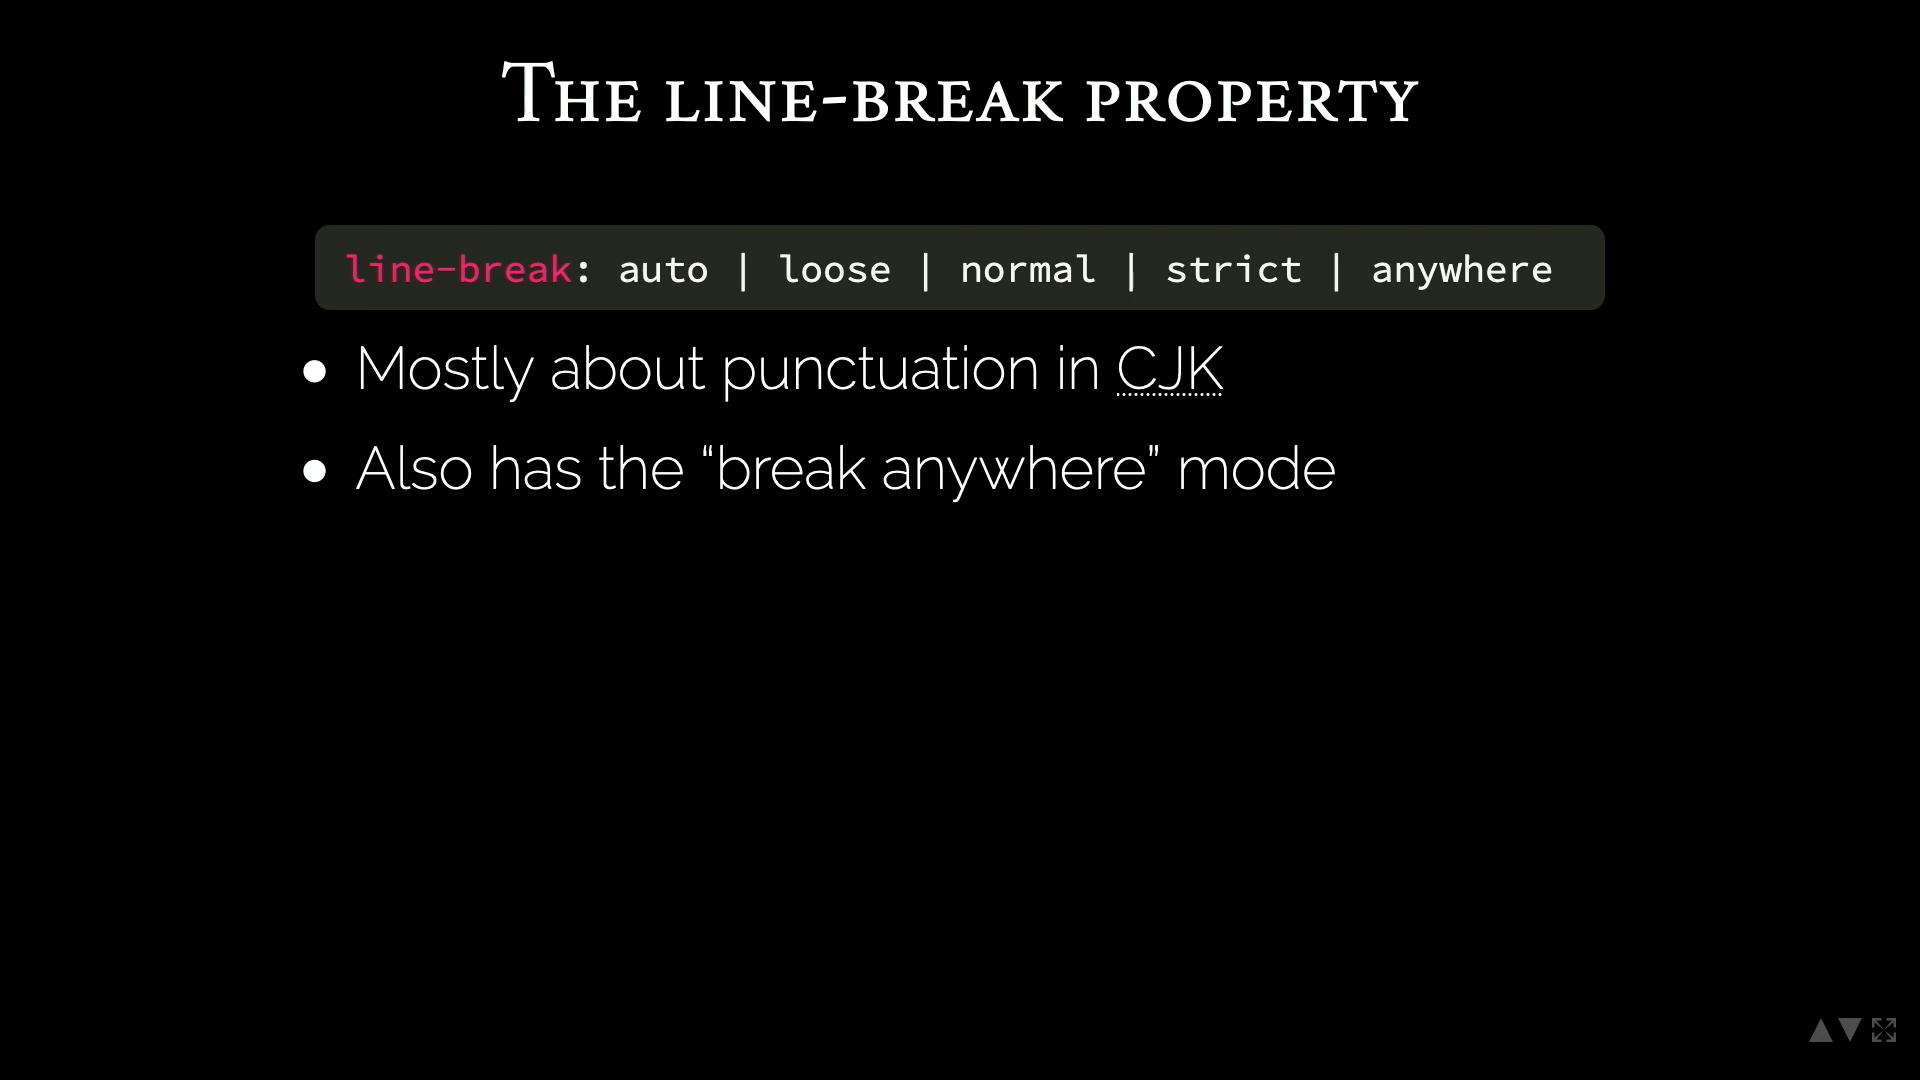 The line-break property
line-break: auto | loose | normal | strict | anywhere
Mostly about punctuation in CJK
Also has the “break anywhere” mode